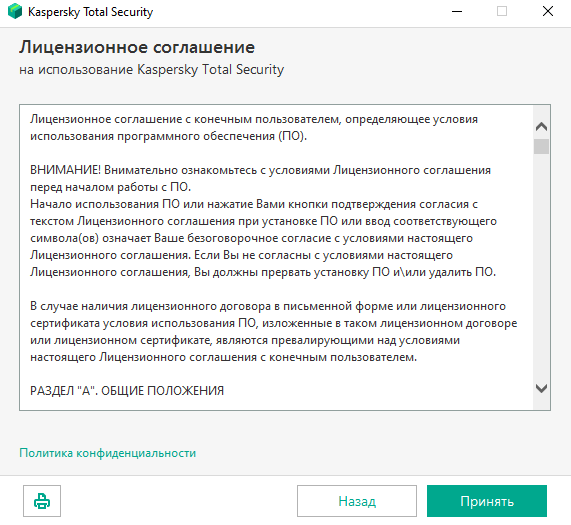 Kaspersky Total Security
Лицензионное соглашение
на использование Kaspersky Total Security
Лицензионное соглашение с конечным пользователем, определяющее условия
использования программного обеспечения (ПО).
ВНИМАНИЕ! Внимательно ознакомьтесь с условиями Лицензионного соглашения
перед началом работы с ПО.
Начало использования ПО или нажатие Вами кнопки подтверждения согласия с
текстом Лицензионного соглашения при установке ПО или ввод соответствующего
символа(ов) означает Ваше безоговорочное согласие с условиями настоящего
Лицензионного соглашения. Если Вы не согласны с условиями настоящего
Лицензионного соглашения, Вы должны прервать установку ПО и\или удалить ПО.
В случае наличия лицензионного договора в письменной форме или лицензионного
сертификата условия использования ПО, изложенные в таком лицензионном договоре
или лицензионном сертификате, являются превалирующими над условиями
настоящего Лицензионного соглашения с конечным пользователем.
РАЗДЕЛ "А". ОБЩИЕ ПОЛОЖЕНИЯ
Политика конфиденциальности
Назад
Принять